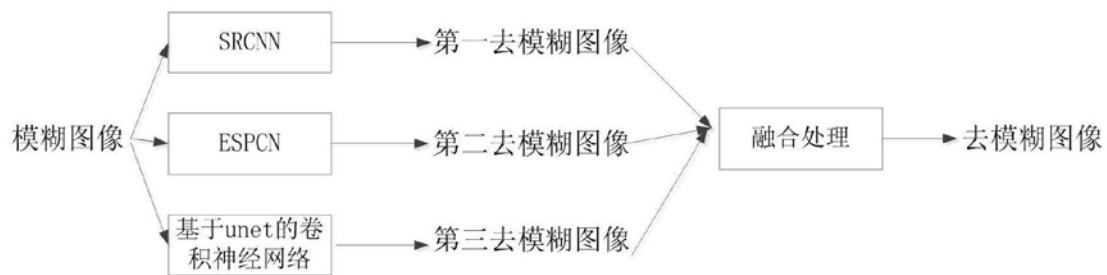 SRCNN
第一去模糊图像
模糊图像
ESPCN
第二去模糊图像
融合处理
去模糊图像
基于unet的卷
积神经网络
第三去模糊图像